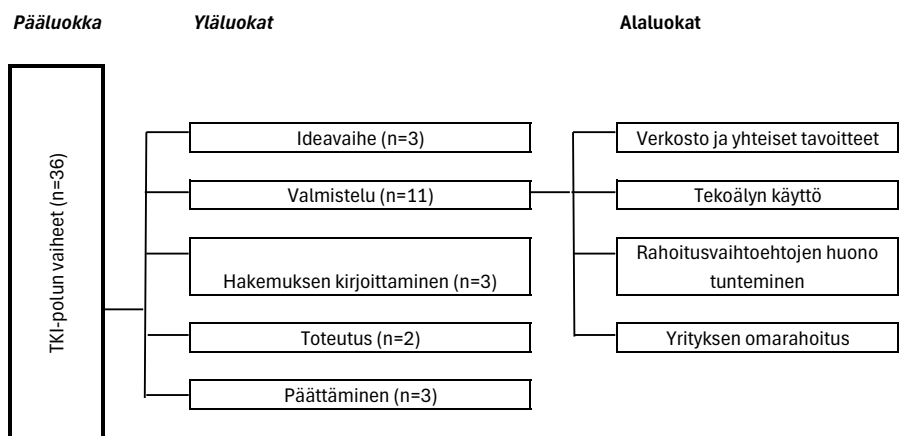 Pääluokka
Yläluokat
Alaluokat
TKI-polun vaiheet (n=36)
Ideavaihe (n=3)
Valmistelu (n=11)
Hakemuksen kirjoittaminen (n=3)
Toteutus (n=2)
Päättäminen (n=3)
Verkosto ja yhteiset tavoitteet
Tekoälyn käyttö
Rahoitusvaihtoehtojen huono
tunteminen
Yrityksen omarahoitus